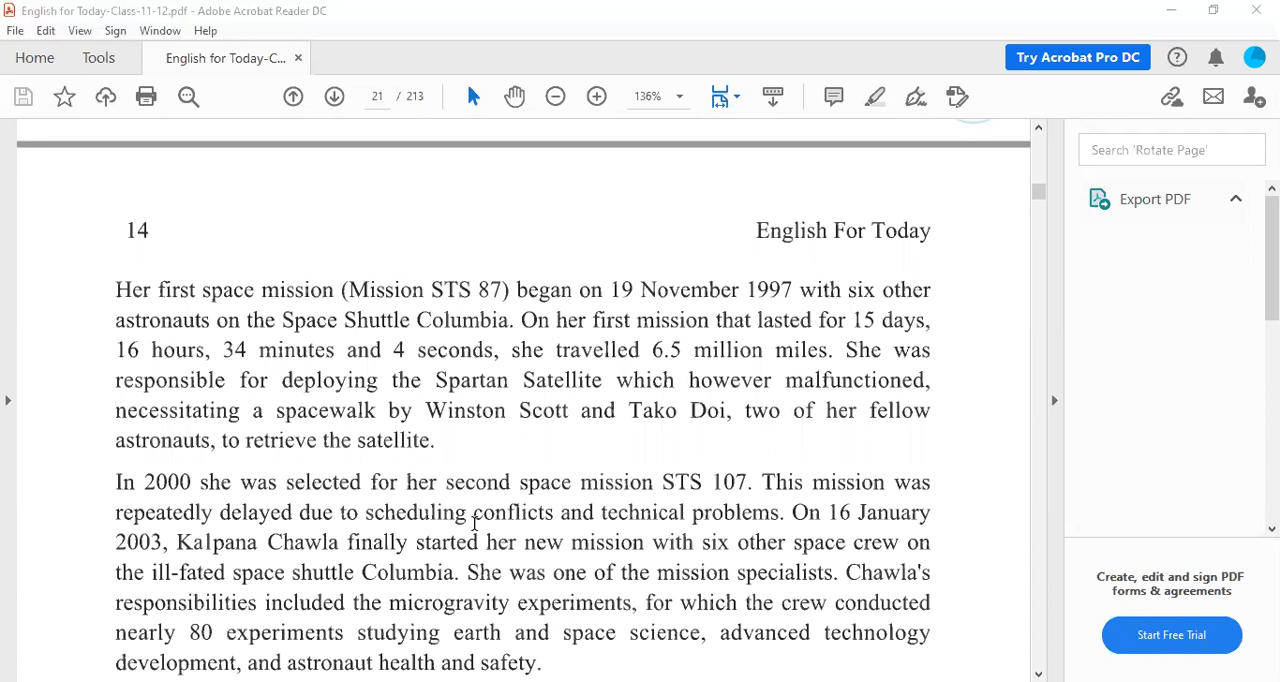 English for Today-Class-11-12.pdf - Adobe Acrobat Reader DC
File Edit View Sign Window Help
Home Tools English for Today-C... × Try Acrobat Pro DC
21 / 213 136%
Search 'Rotate Page'
Export PDF
14 English For Today
Her first space mission (Mission STS 87) began on 19 November 1997 with six other
astronauts on the Space Shuttle Columbia. On her first mission that lasted for 15 days,
16 hours, 34 minutes and 4 seconds, she travelled 6.5 million miles. She was
responsible for deploying the Spartan Satellite which however malfunctioned,
necessitating a spacewalk by Winston Scott and Tako Doi, two of her fellow
astronauts, to retrieve the satellite.
In 2000 she was selected for her second space mission STS 107. This mission was
repeatedly delayed due to scheduling conflicts and technical problems. On 16 January
2003, Kalpana Chawla finally started her new mission with six other space crew on
the ill-fated space shuttle Columbia. She was one of the mission specialists. Chawla's
responsibilities included the microgravity experiments, for which the crew conducted
nearly 80 experiments studying earth and space science, advanced technology
development, and astronaut health and safety.
Create, edit and sign PDF
forms & agreements
Start Free Trial